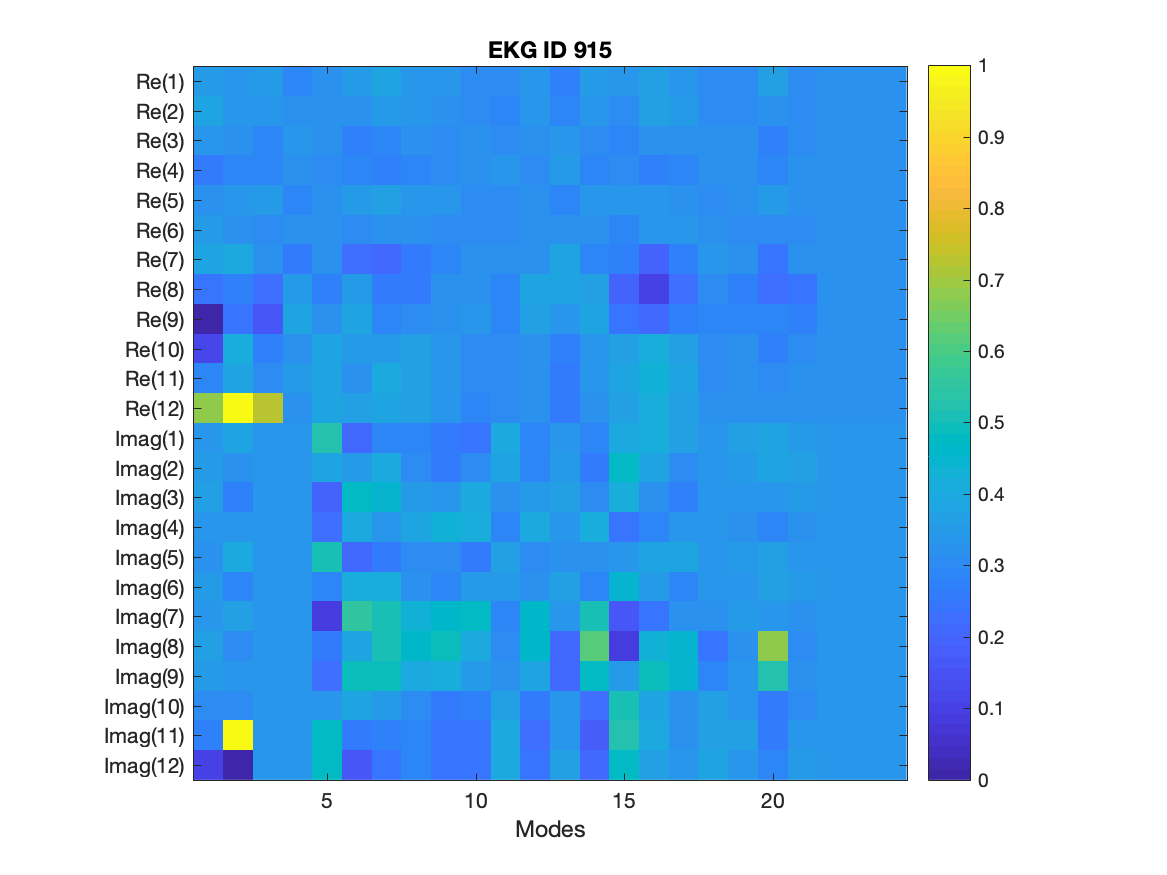 EKG ID 915
Re(1)
Re(2)
Re(3)
Re(4)
Re(5)
Re(6)
Re(7)
Re(8)
Re(9)
Re(10)
Re(11)
Re(12)
Imag(1)
Imag(2)
Imag(3)
Imag(4)
Imag(5)
Imag(6)
Imag(7)
Imag(8)
Imag(9)
Imag(10)
Imag(11)
Imag(12)
5 10 15 20
Modes
1
0.9
0.8
0.7
0.6
0.5
0.4
0.3
0.2
0.1
0